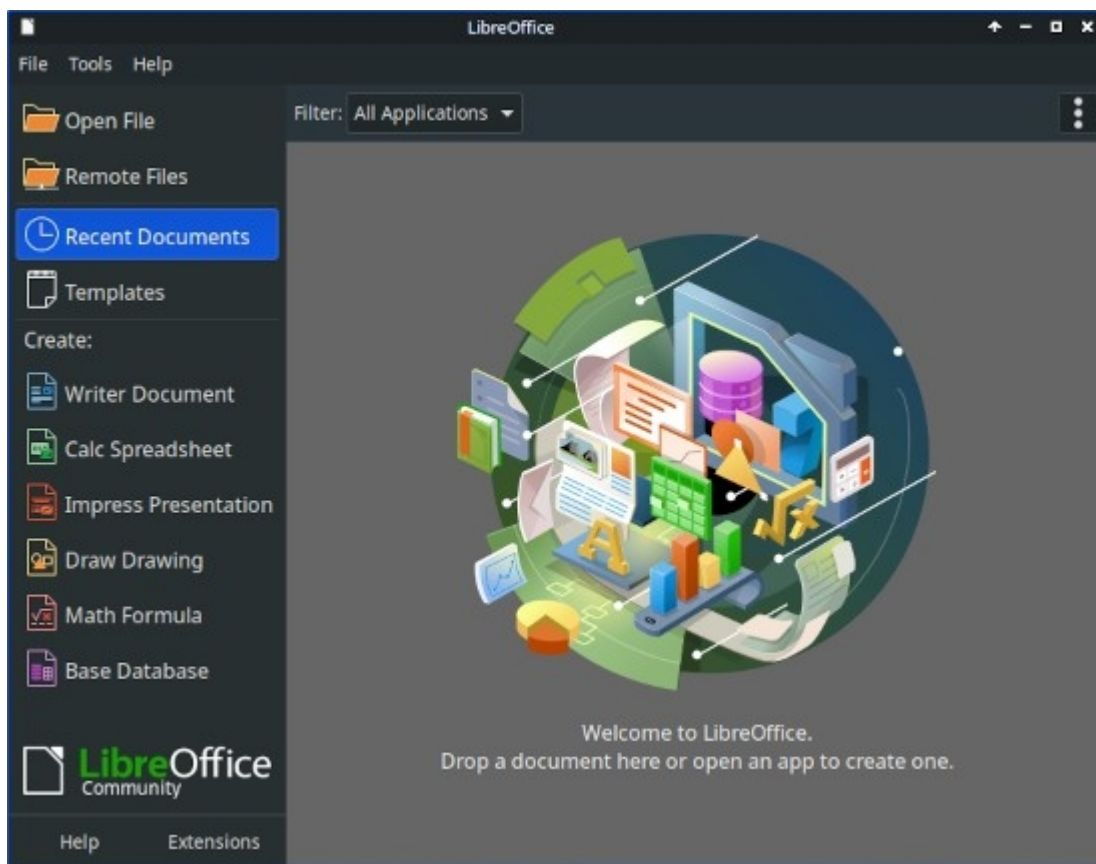 LibreOffice
File Tools Help
Open File
Remote Files
Recent Documents
Templates
Create:
Writer Document
Calc Spreadsheet
Impress Presentation
Draw Drawing
Math Formula
Base Database
LibreOffice
Community
Help Extensions
Filter: All Applications
Welcome to LibreOffice.
Drop a document here or open an app to create one.